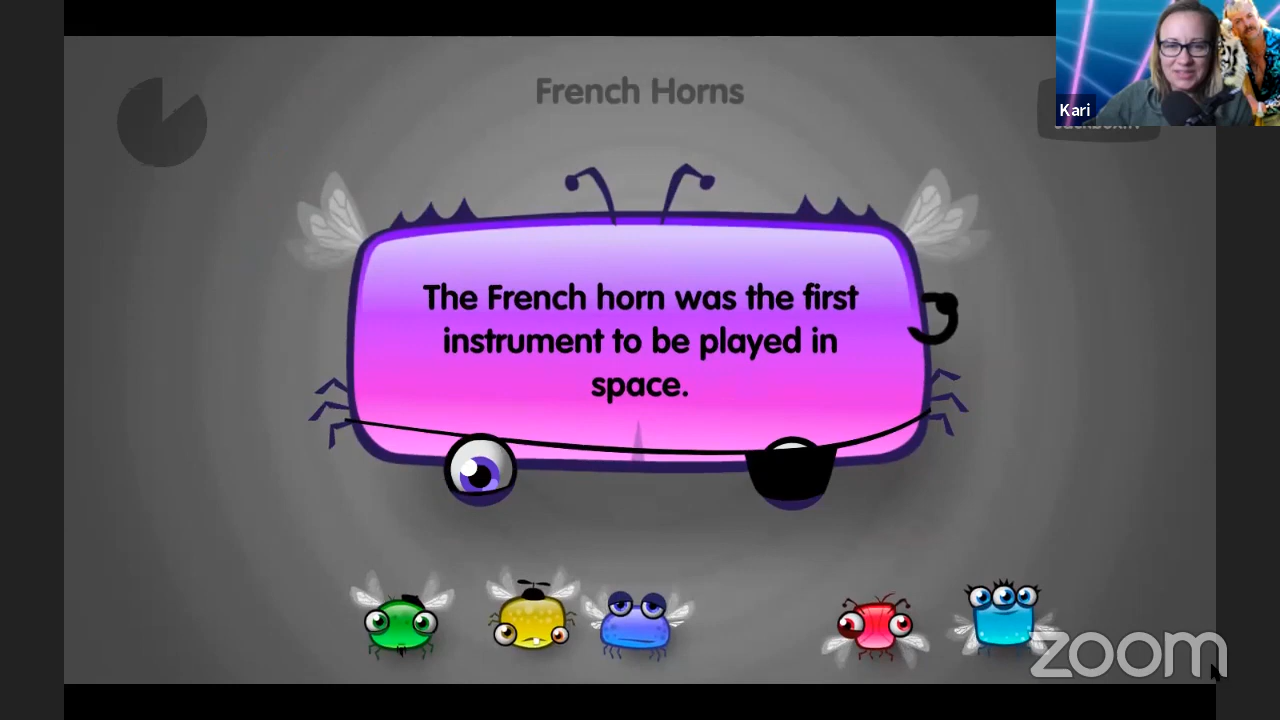 French Horns
Kari
The French horn was the first
instrument to be played in
space.
zoom